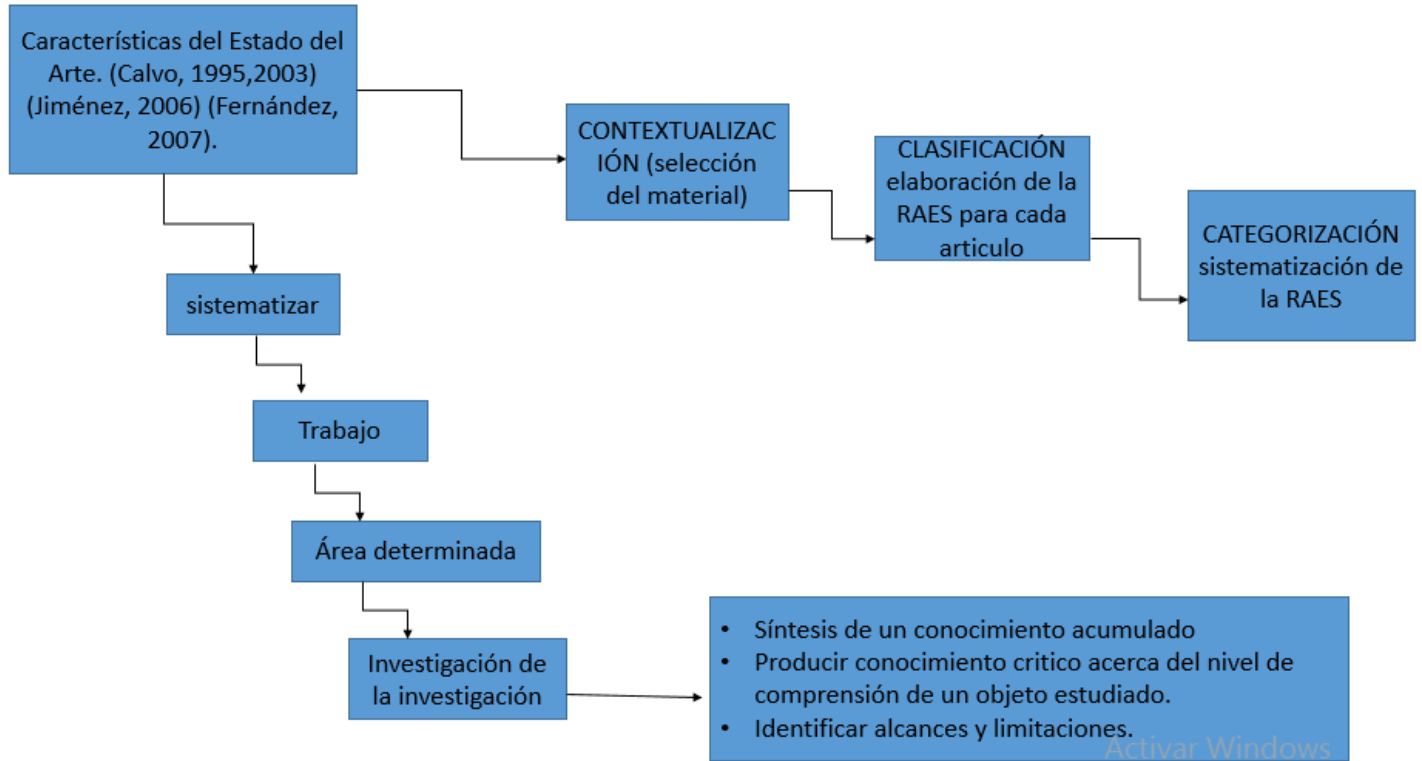 Características del Estado del
Arte. (Calvo, 1995,2003)
(Jiménez, 2006) (Fernández,
2007).
CONTEXTUALIZAC
IÓN (selección
del material)
CLASIFICACIÓN
elaboración de la
RAES para cada
articulo
CATEGORIZACIÓN
sistematización de
la RAES
sistematizar
Trabajo
Área determinada
Investigación de
la investigación
• Síntesis de un conocimiento acumulado
• Producir conocimiento critico acerca del nivel de
comprensión de un objeto estudiado.
• Identificar alcances y limitaciones.
Activar Windows